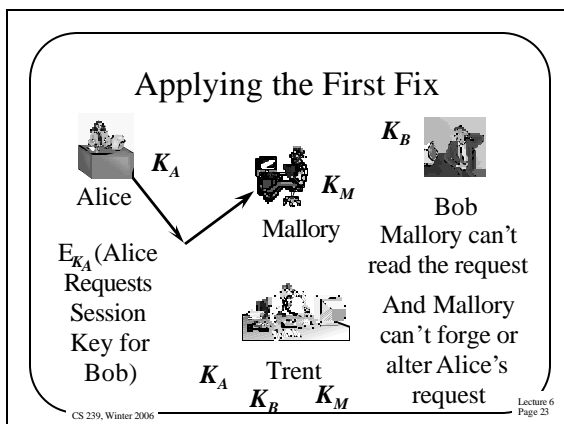 Applying the First Fix
K_A
Alice
K_M
Mallory
K_B
Bob
Mallory can't
read the request
And Mallory
can't forge or
alter Alice's
request
E_K_A(Alice
Requests
Session
Key for
Bob)
Trent
K_A
K_B
K_M
CS 239, Winter 2006
Lecture 6
Page 23